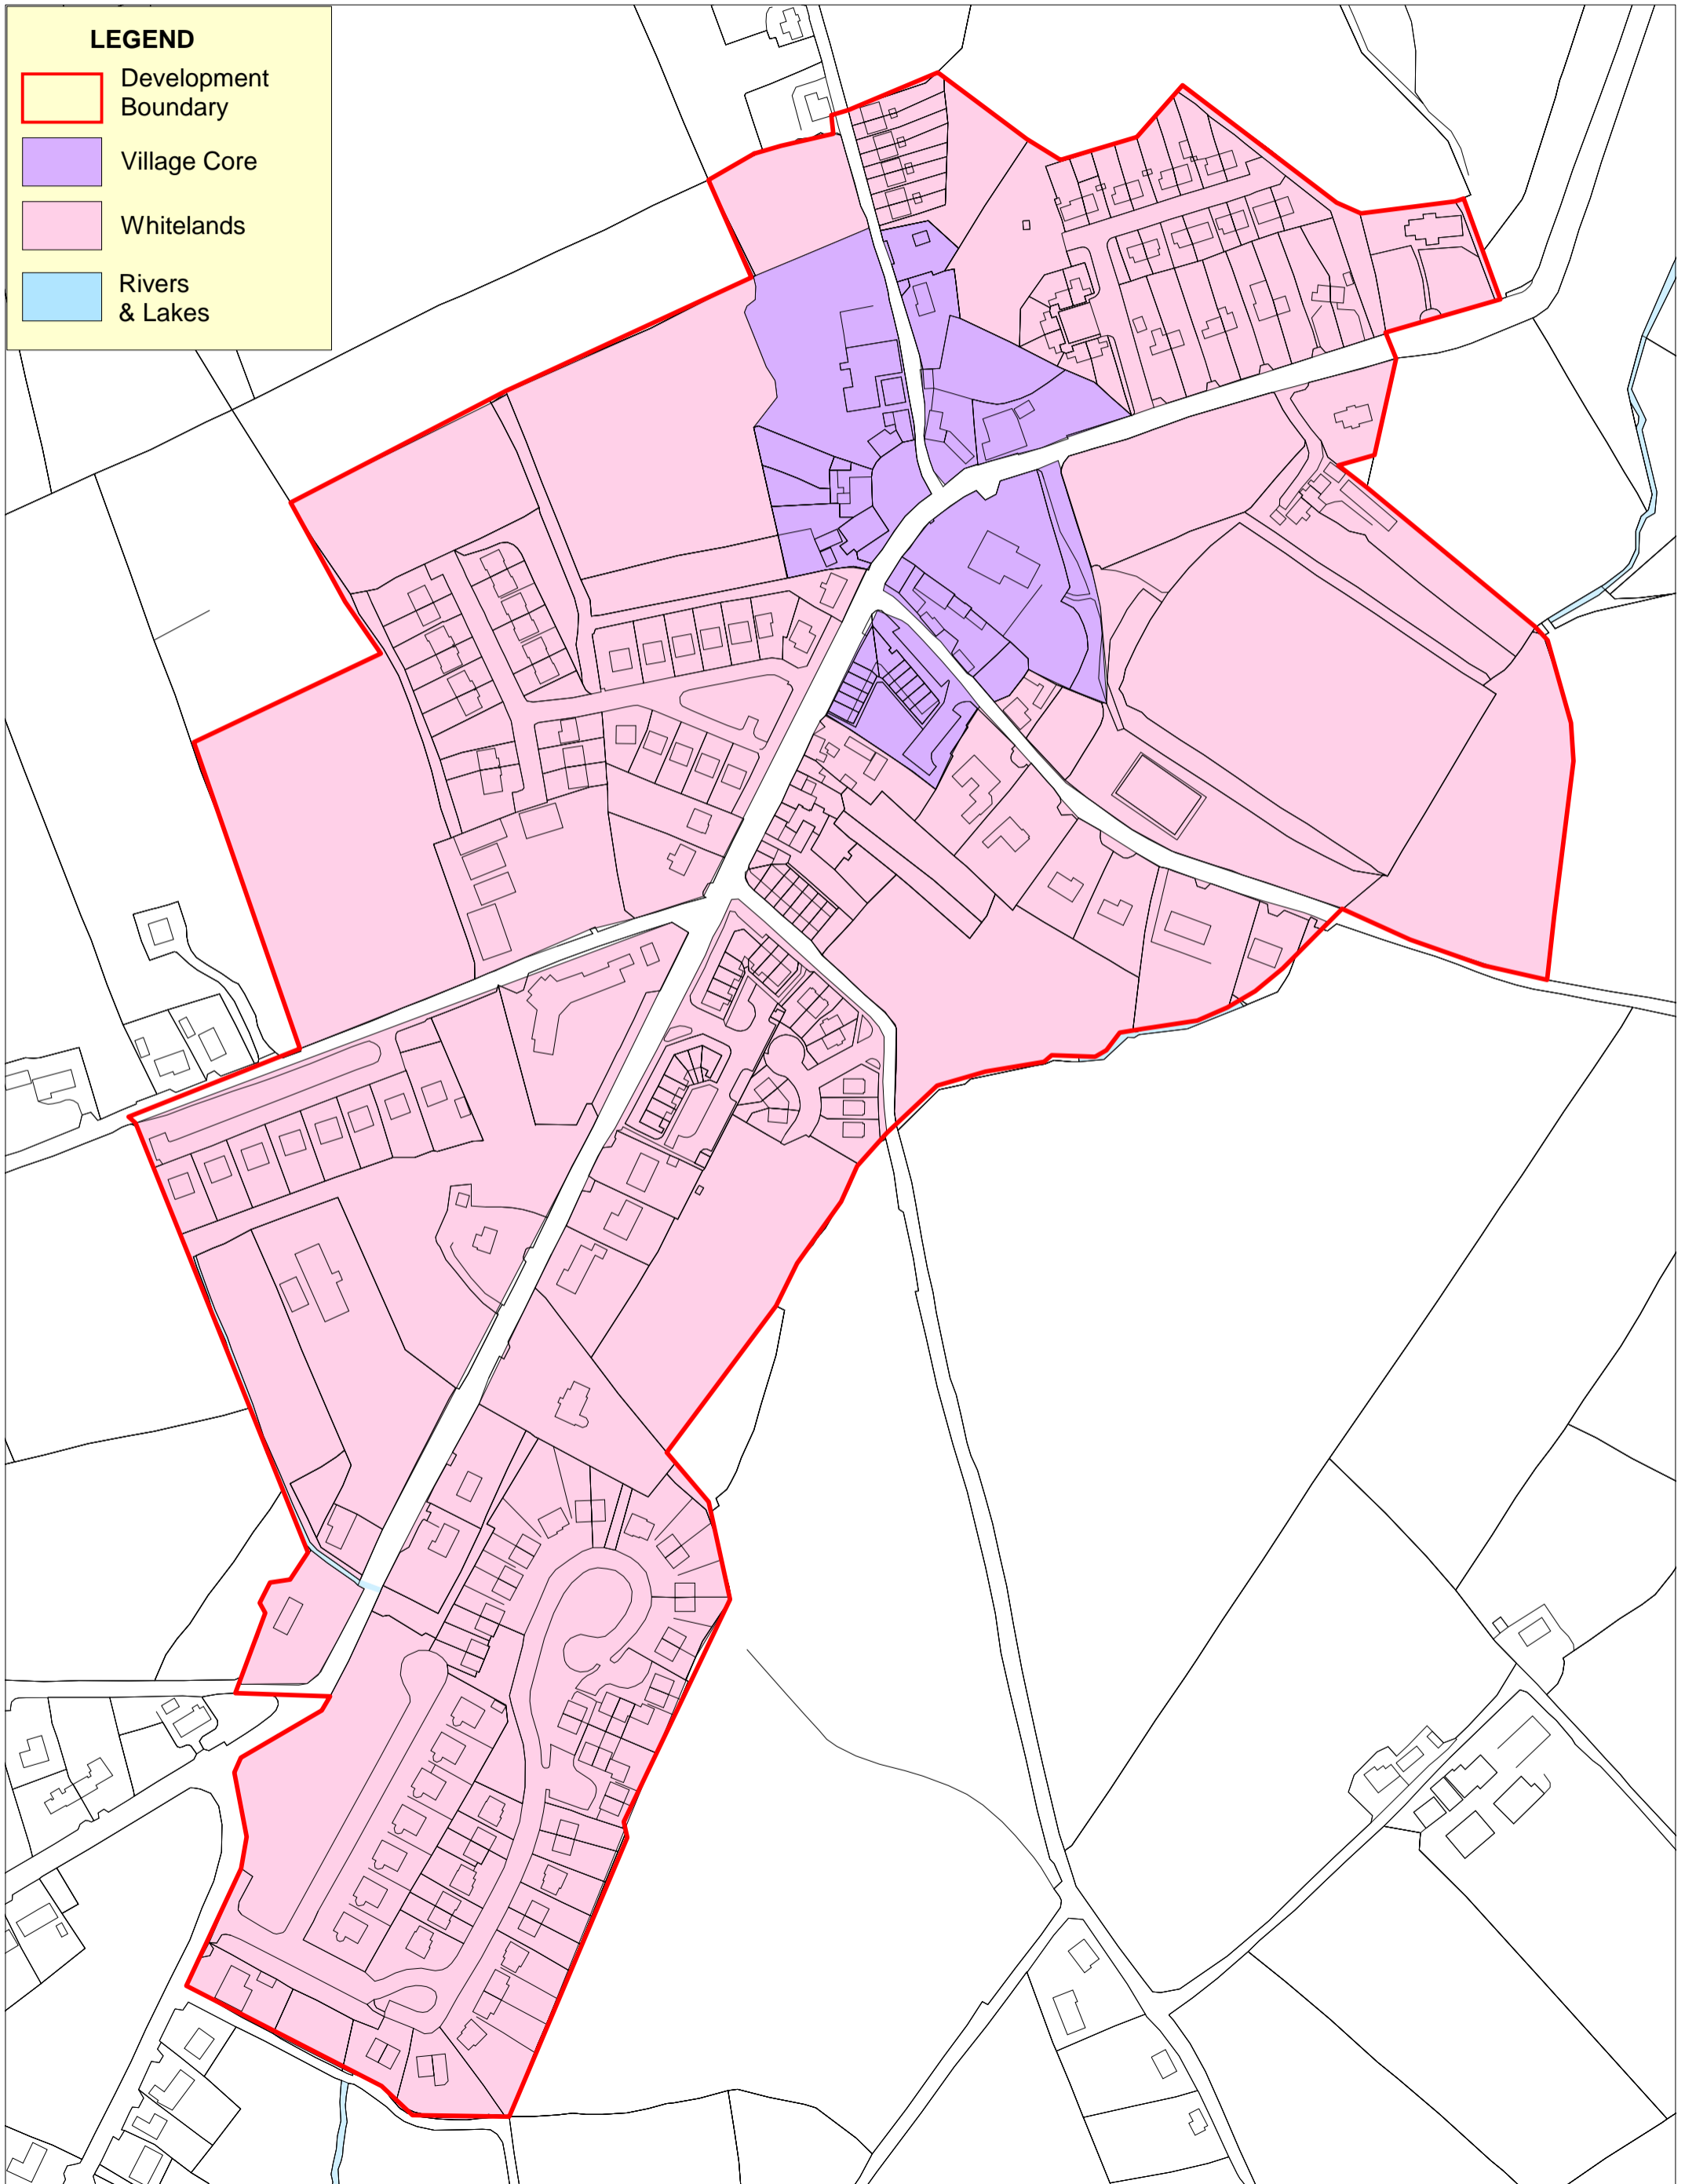 LEGEND
Development
Boundary
Village Core
Whitelands
Rivers
& Lakes